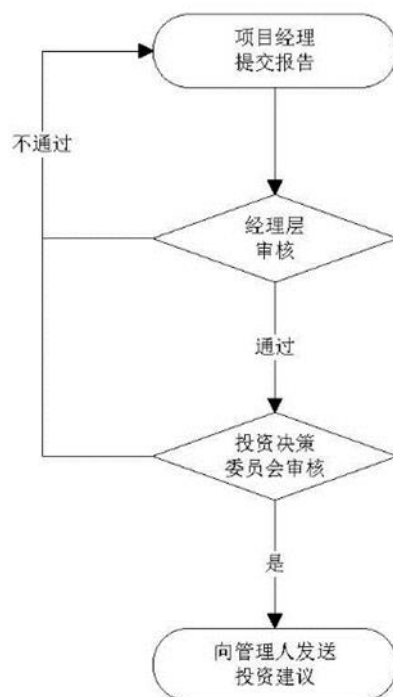 项目经理
提交报告
不通过
经理层
审核
通过
投资决策
委员会审核
是
向管理人发送
投资建议